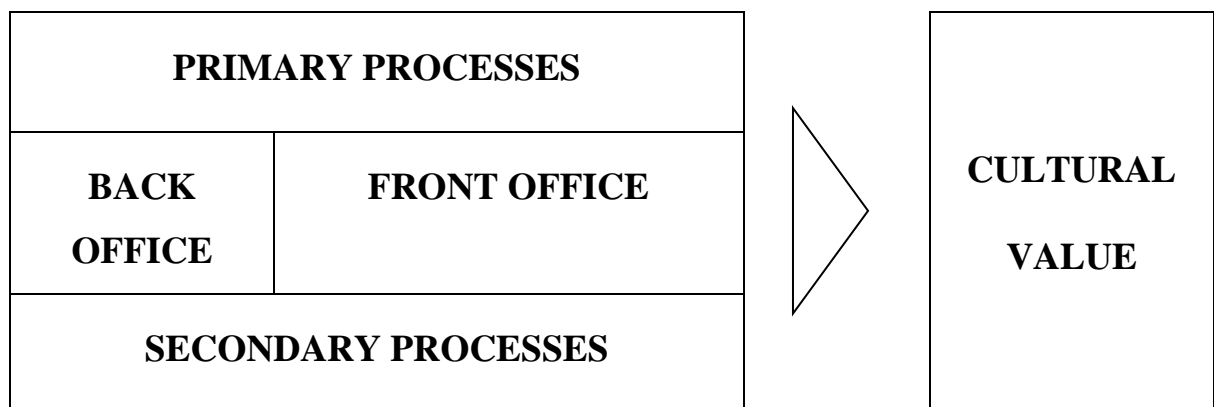 PRIMARY PROCESSES
BACK
OFFICE
FRONT OFFICE
SECONDARY PROCESSES
CULTURAL
VALUE